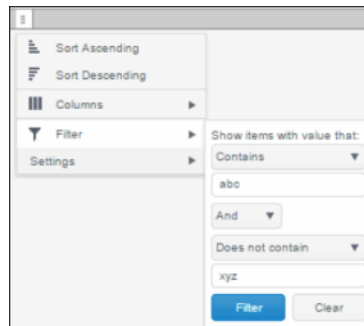 Sort Ascending
Sort Descending
Columns
Filter
Settings
Show items with value that:
Contains
abc
And
Does not contain
xyz
Filter Clear